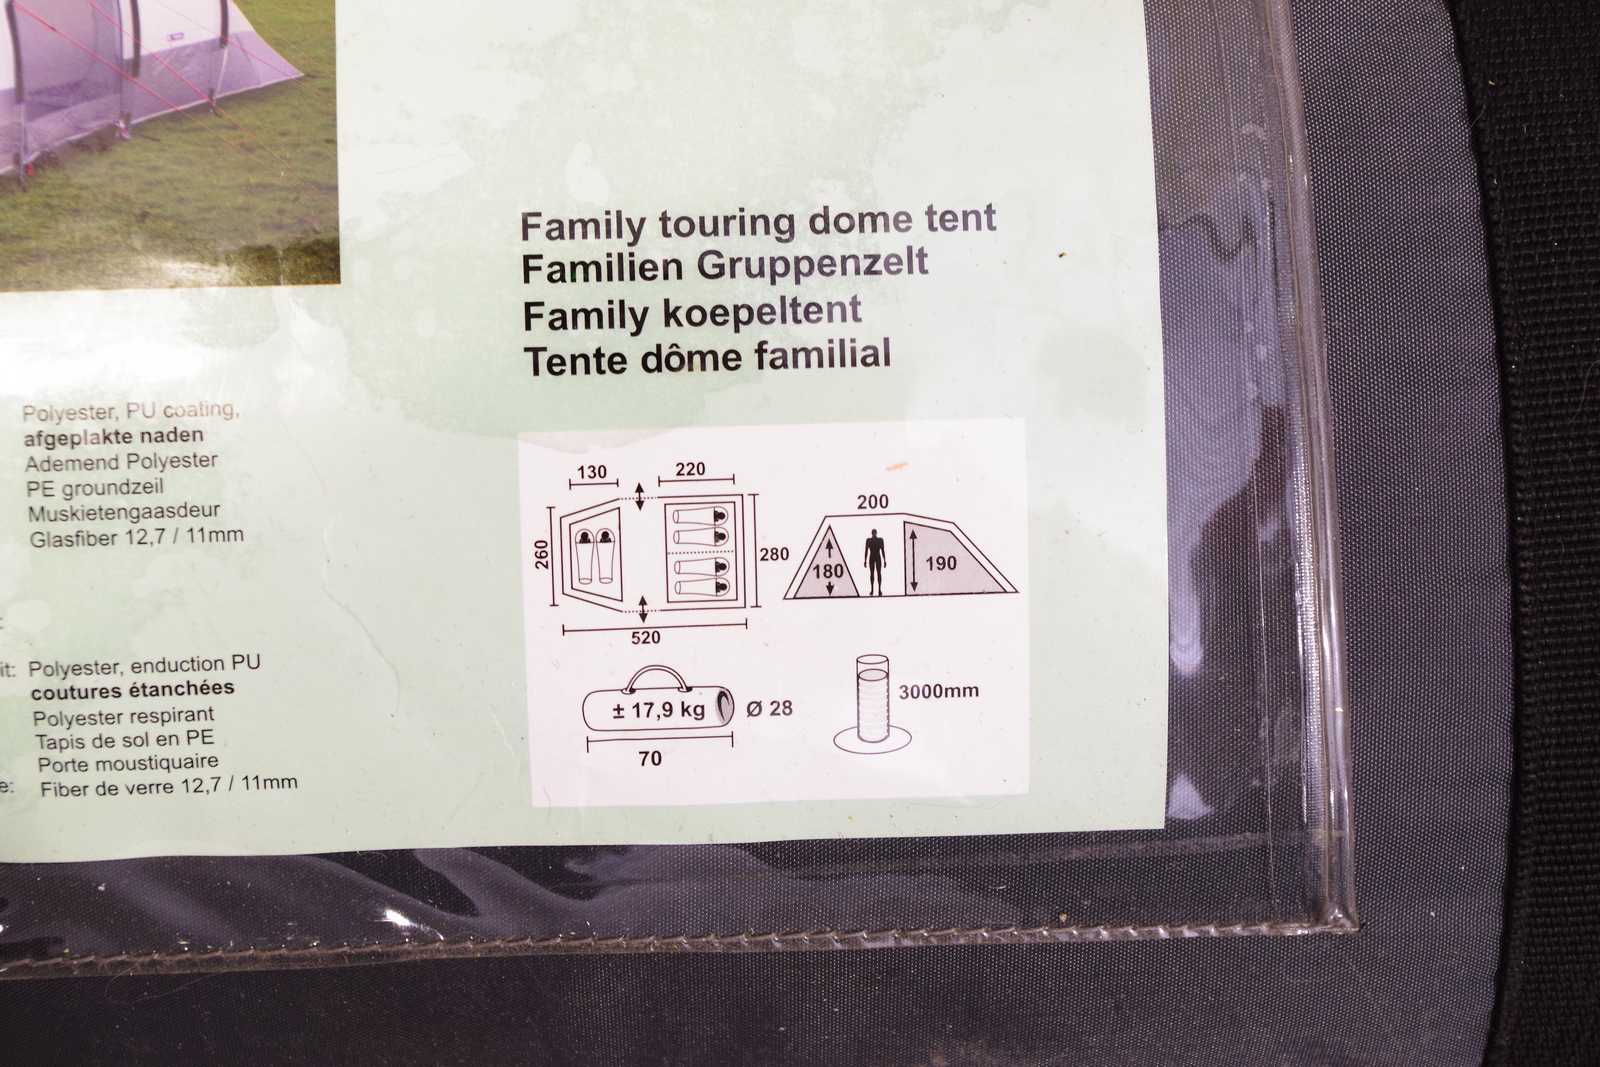 Family touring dome tent
Familien Gruppenzelt
Family koepeltent
Tente dôme familial
Polyester, PU coating,
afgeplakte naden
Ademend Polyester
PE groundzeil
Muskietengaasdeur
Glasfiber 12,7 / 11mm
it: Polyester, enduction PU
coutures étanchées
Polyester respirant
Tapis de sol en PE
Porte moustiquaire
e: Fiber de verre 12,7 / 11mm
130
220
260
280
520
200
180
190
± 17,9 kg
Ø 28
70
3000mm